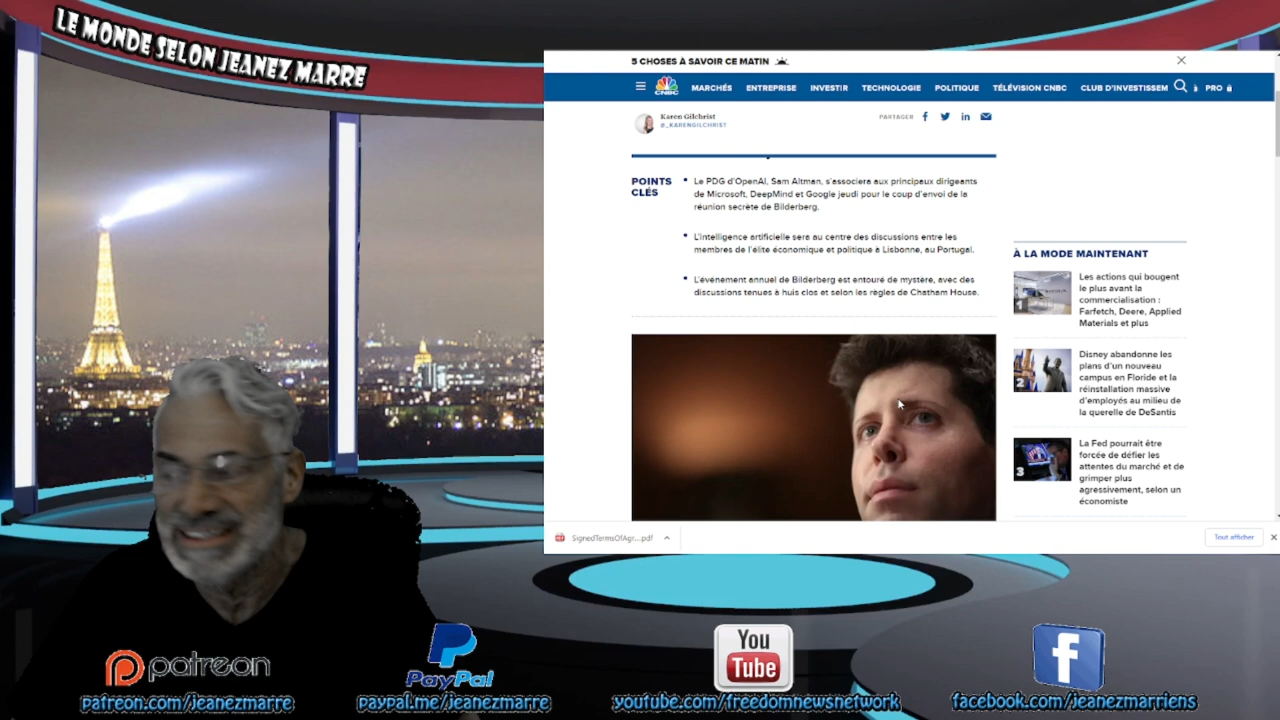 LE MONDE SELON JEANEZ MARRE
5 CHOSES À SAVOIR CE MATIN
CNBC MARCHÉS ENTREPRISE INVESTIR TECHNOLOGIE POLITIQUE TÉLÉVISION CNBC CLUB D'INVESTISSEM PRO
Karen Gilchrist
@_KARENGILCHRIST
PARTAGER
POINTS
CLÉS
Le PDG d'OpenAI, Sam Altman, s'associera aux principaux dirigeants
de Microsoft, DeepMind et Google jeudi pour le coup d'envoi de la
réunion secrète de Bilderberg.
L'intelligence artificielle sera au centre des discussions entre les
membres de l'élite économique et politique à Lisbonne, au Portugal.
L'événement annuel de Bilderberg est entouré de mystère, avec des
discussions tenues à huis clos et selon les règles de Chatham House.
À LA MODE MAINTENANT
1
Les actions qui bougent
le plus avant la
commercialisation :
Farfetch, Deere, Applied
Materials et plus
2
Disney abandonne les
plans d'un nouveau
campus en Floride et la
réinstallation massive
d'employés au milieu de
la querelle de DeSantis
3
La Fed pourrait être
forcée de défier les
attentes du marché et de
grimper plus
agressivement, selon un
économiste
SignedTermsOfAgr....pdf
Tout afficher
patreon
patreon.com/jeanezmarre
PayPal
paypal.me/jeanezmarre
You
Tube
youtube.com/freedomnewsnetwork
f
facebook.com/jeanezmarriens